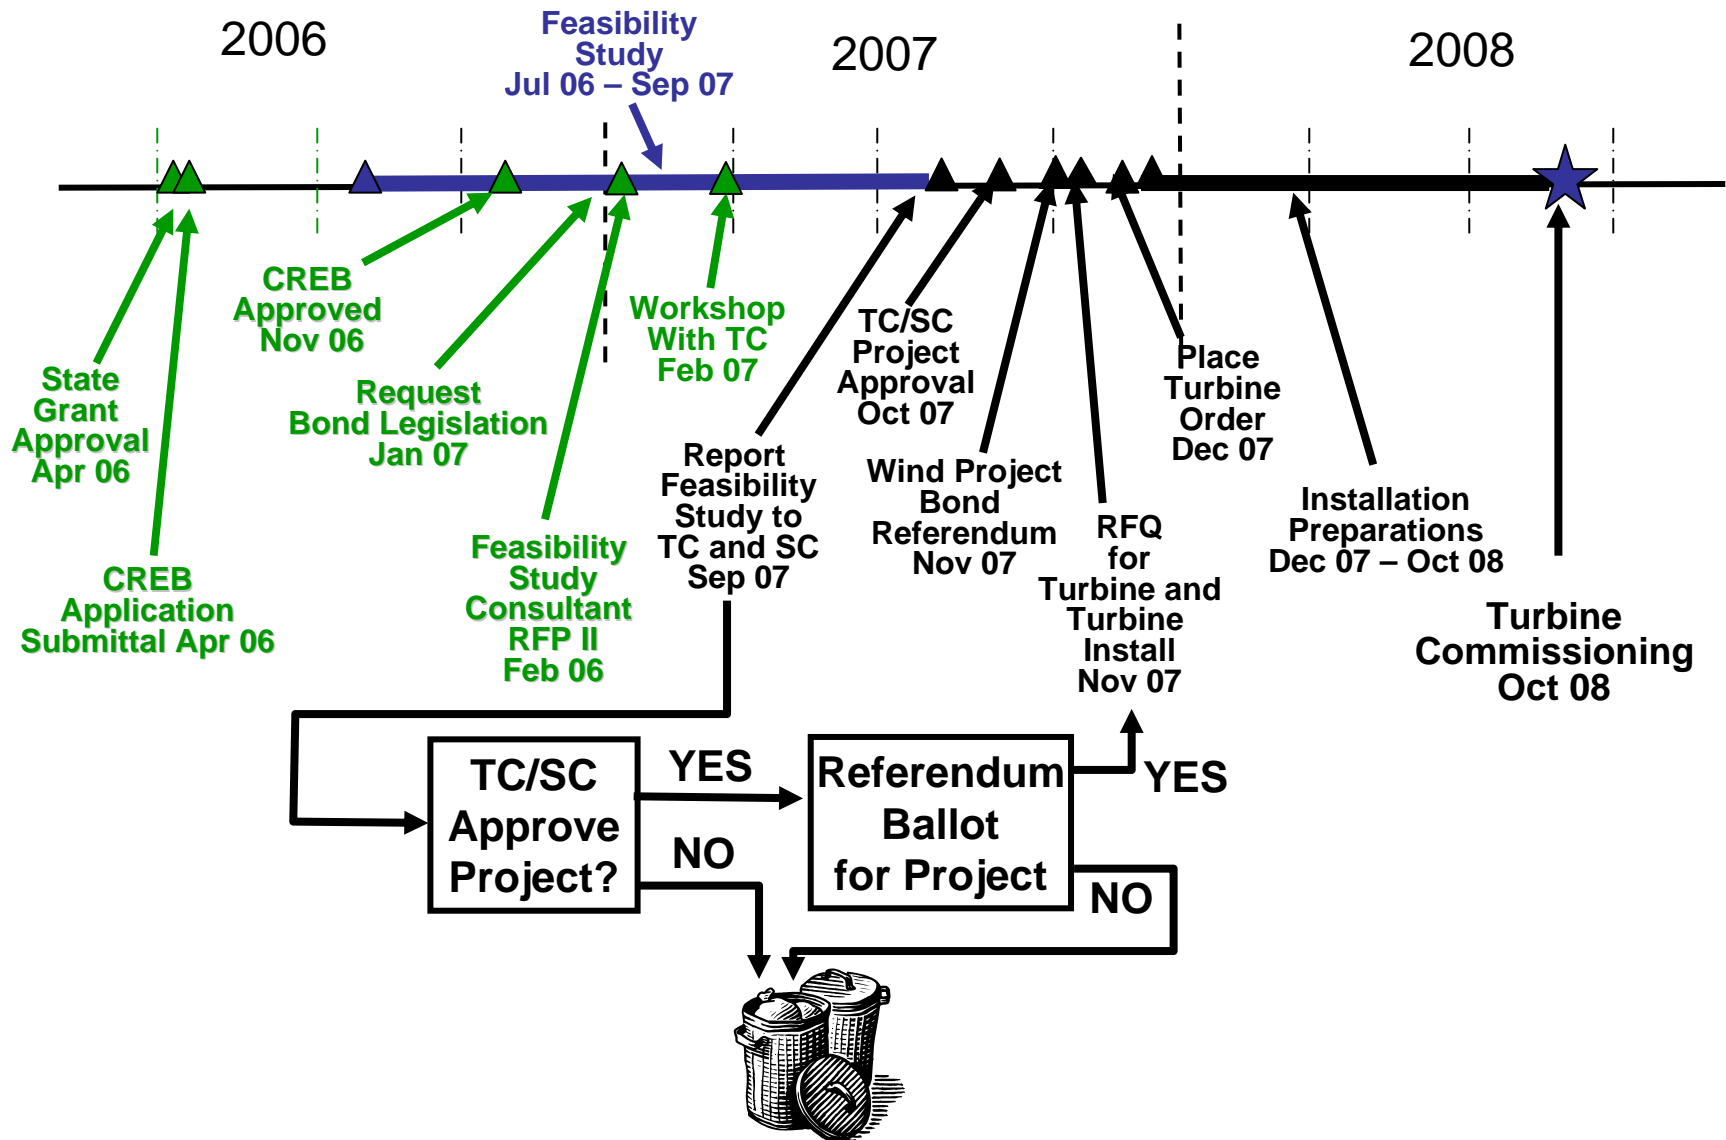 2006
Feasibility
Study
Jul 06 – Sep 07
2007
2008
State
Grant
Approval
Apr 06
CREB
Application
Submittal Apr 06
CREB
Approved
Nov 06
Request
Bond Legislation
Jan 07
Feasibility
Study
Consultant
RFP II
Feb 06
Workshop
With TC
Feb 07
Report
Feasibility
Study to
TC and SC
Sep 07
TC/SC
Project
Approval
Oct 07
Wind Project
Bond
Referendum
Nov 07
RFQ
for
Turbine and
Turbine
Install
Nov 07
Place
Turbine
Order
Dec 07
Installation
Preparations
Dec 07 – Oct 08
Turbine
Commissioning
Oct 08
TC/SC
Approve
Project?
YES
NO
Referendum
Ballot
for Project
YES
NO